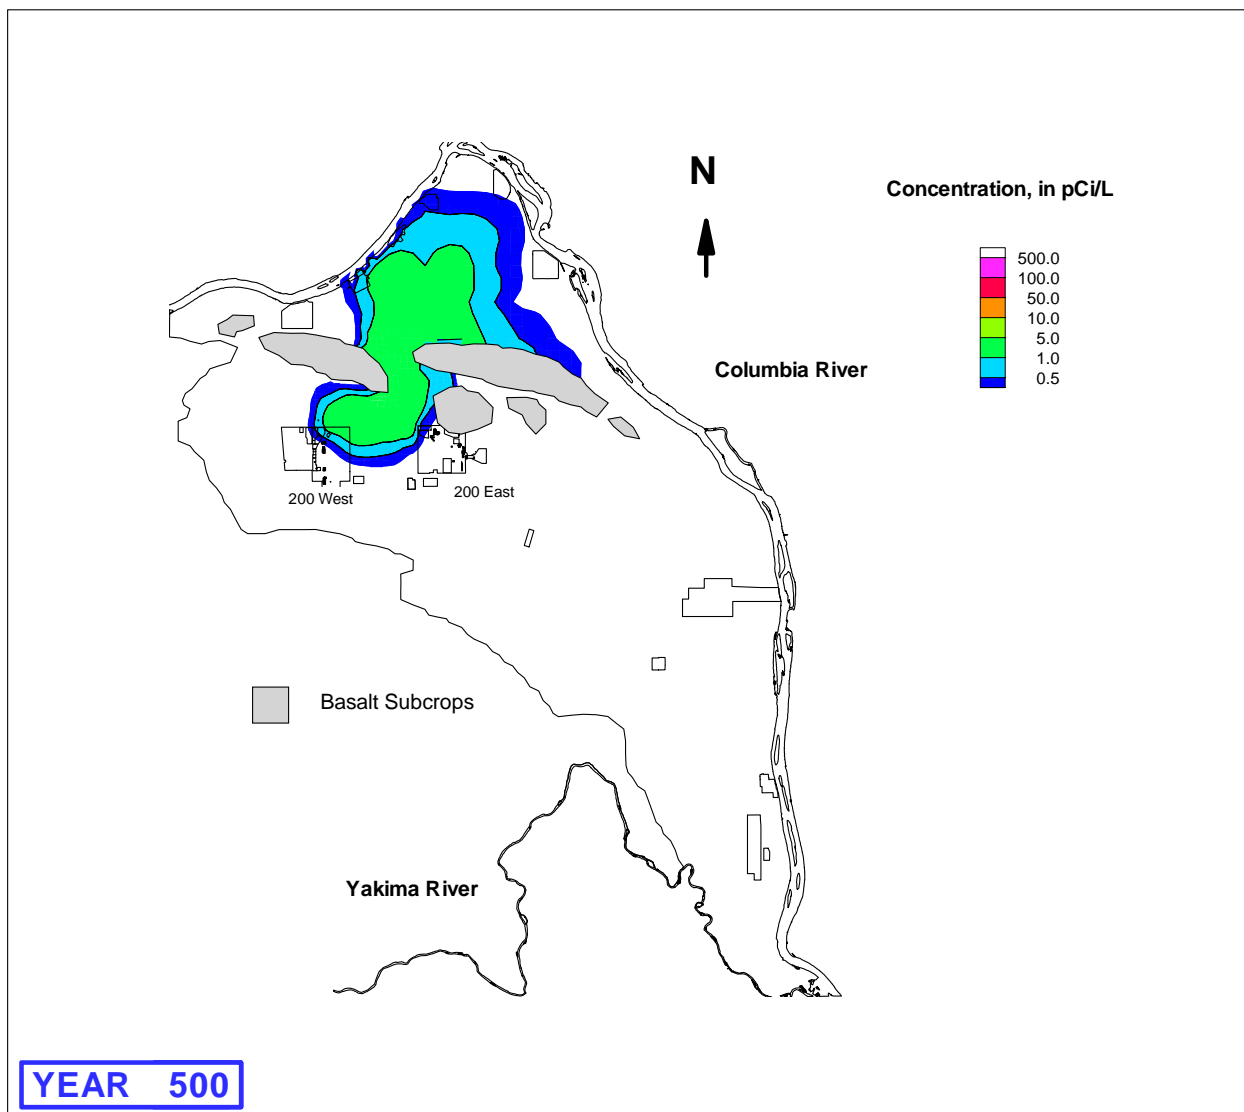 N
Concentration, in pCi/L
500.0
100.0
50.0
10.0
5.0
1.0
0.5
Columbia River
200 West
200 East
Basalt Subcrops
Yakima River
YEAR 500